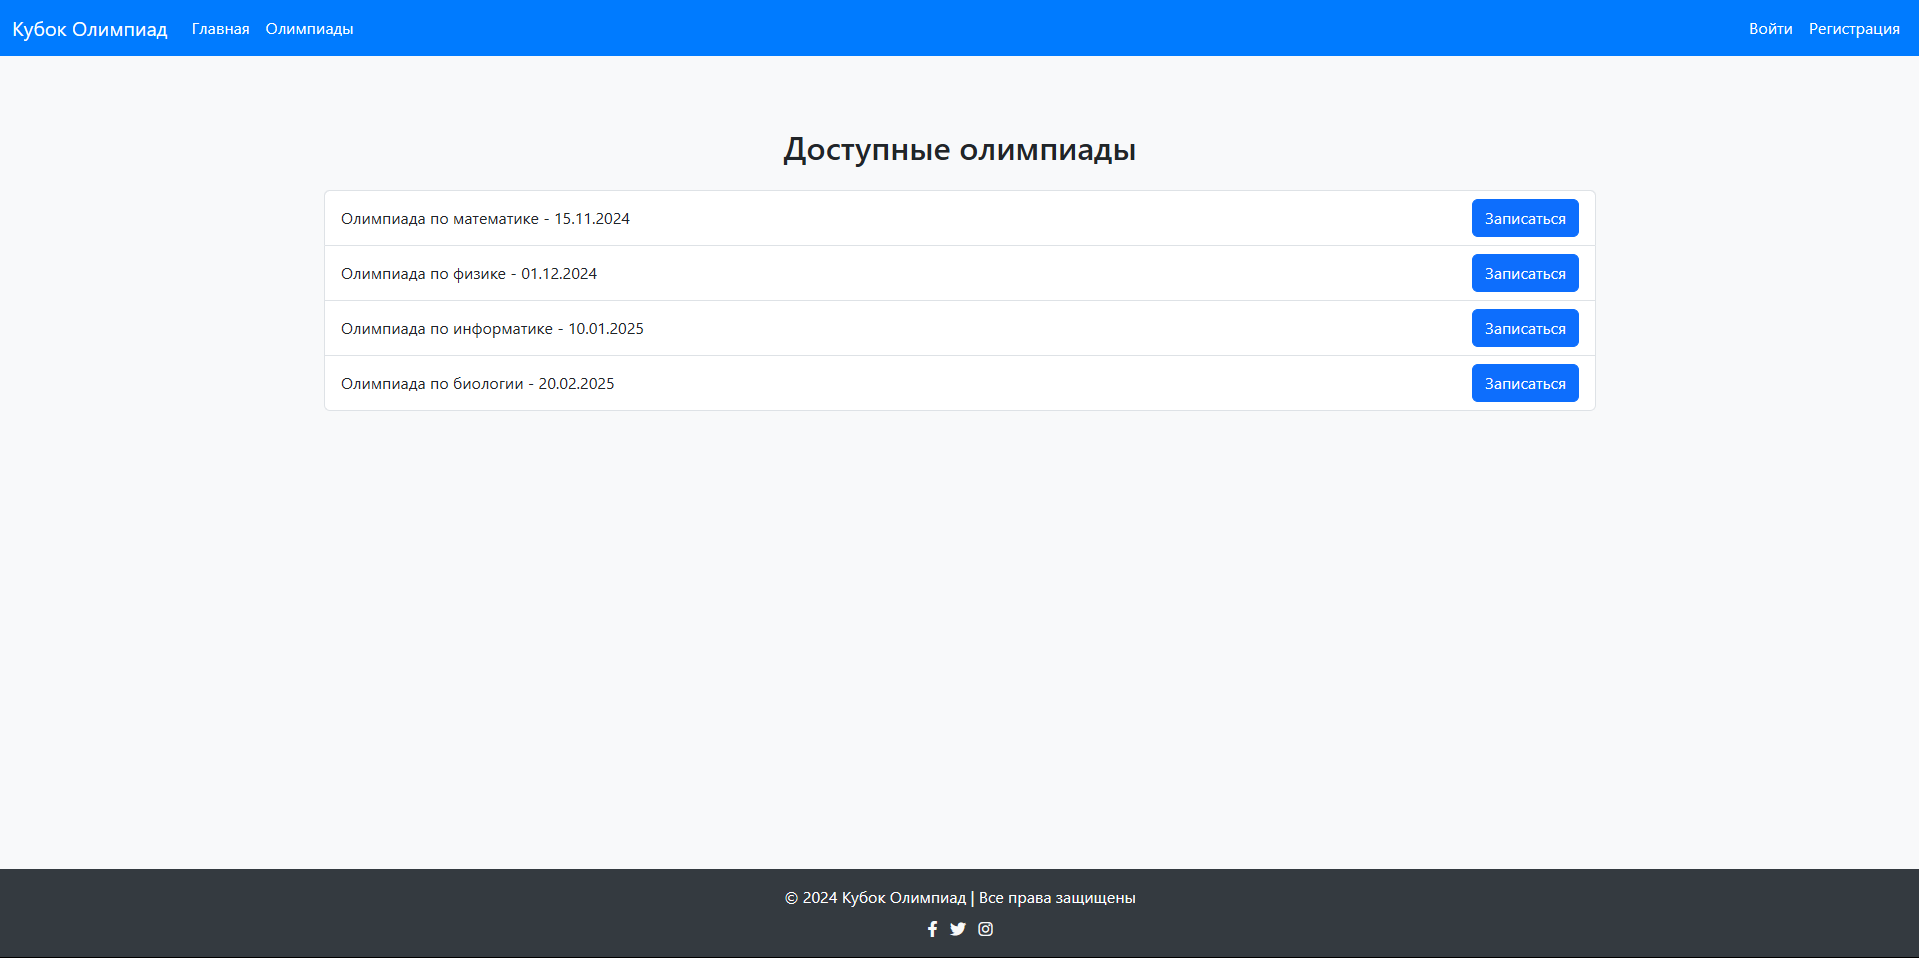 Кубок Олимпиад Главная Олимпиады Войти Регистрация
Доступные олимпиады
Олимпиада по математике - 15.11.2024 Записаться
Олимпиада по физике - 01.12.2024 Записаться
Олимпиада по информатике - 10.01.2025 Записаться
Олимпиада по биологии - 20.02.2025 Записаться
© 2024 Кубок Олимпиад | Все права защищены